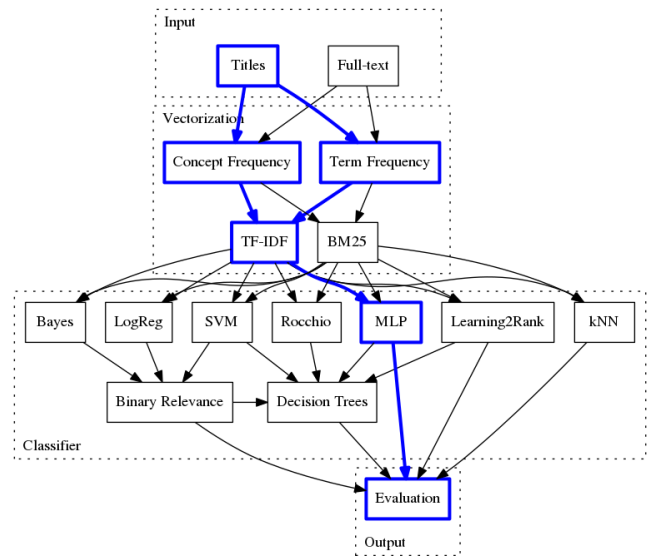 Input
Titles
Full-text
Vectorization
Concept Frequency
Term Frequency
TF-IDF
BM25
Bayes
LogReg
SVM
Rocchio
MLP
Learning2Rank
kNN
Binary Relevance
Decision Trees
Classifier
Evaluation
Output